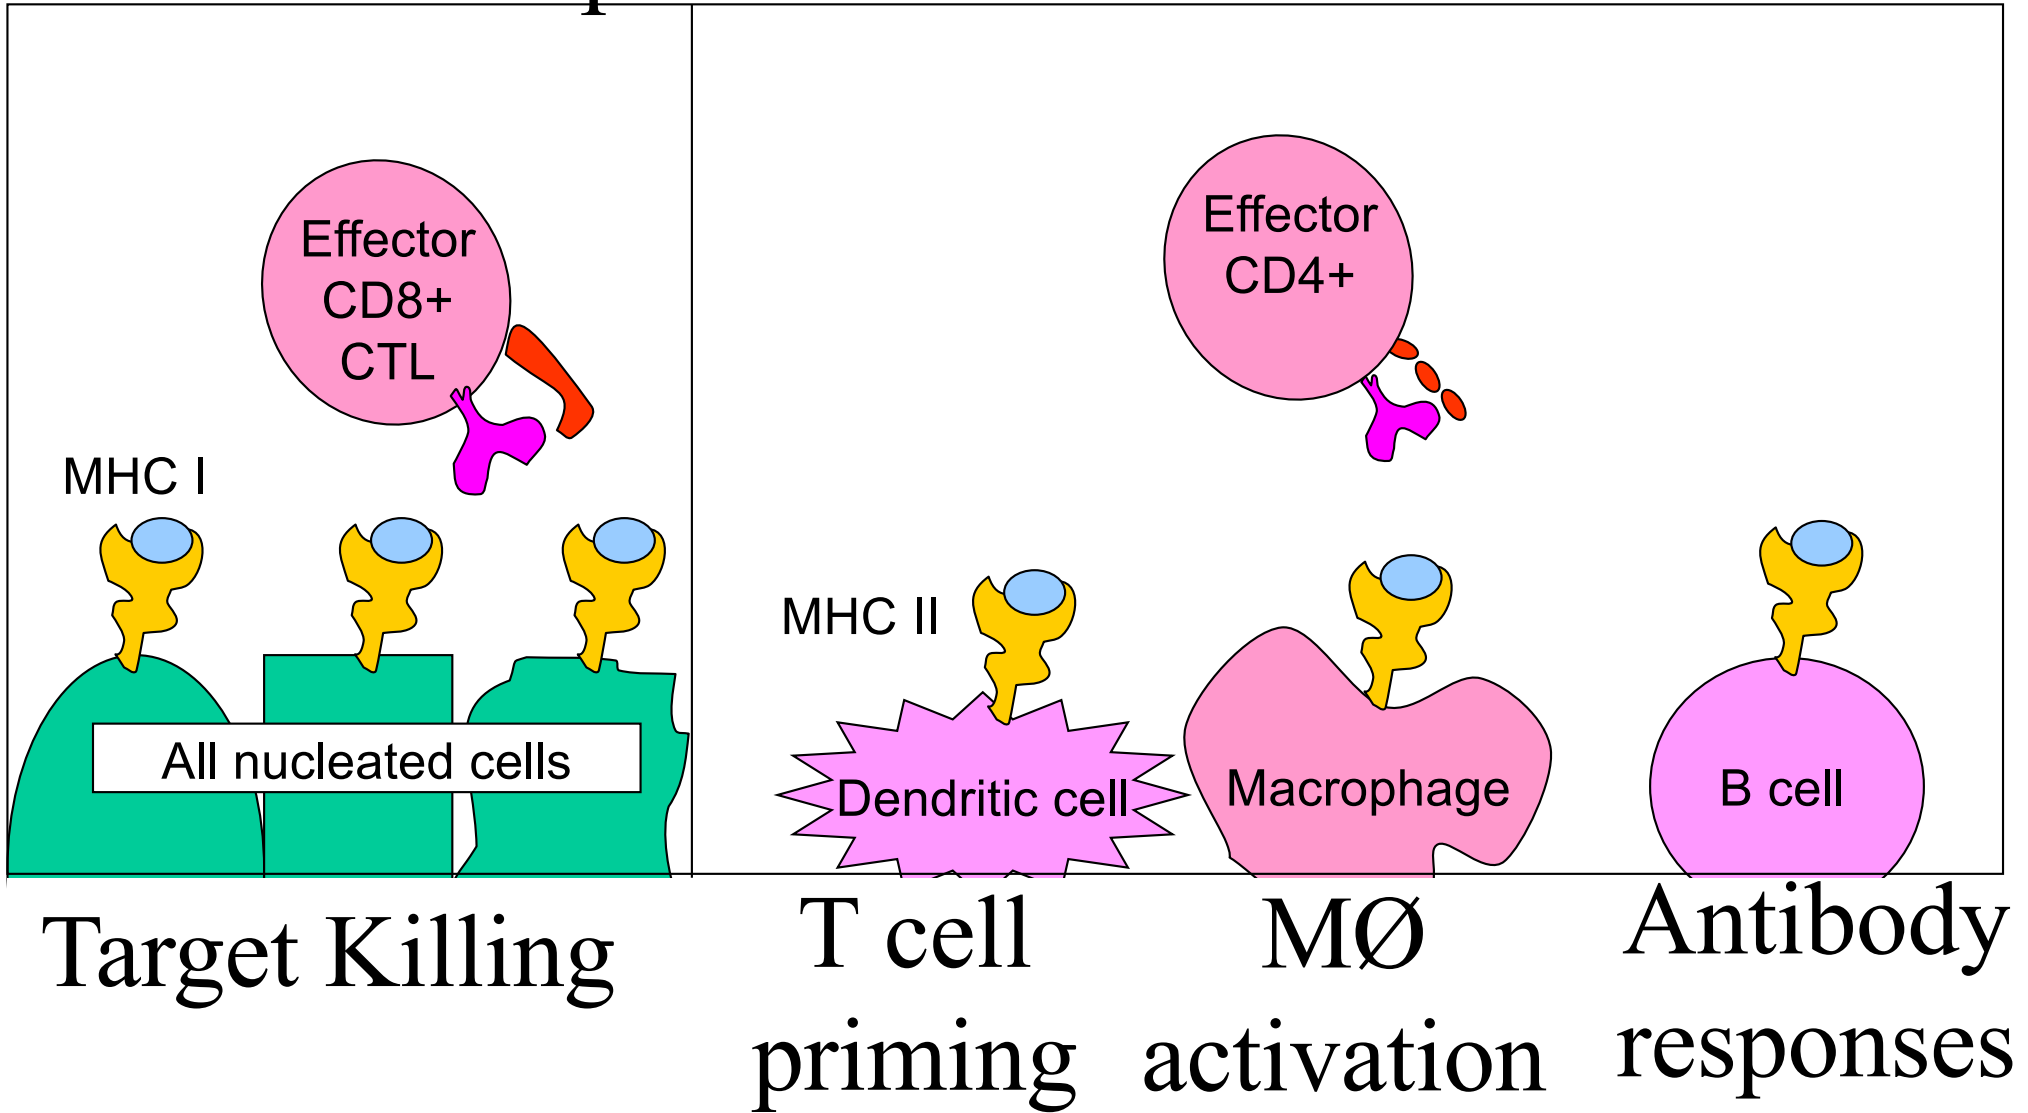 Effector
CD8+
CTL
MHC I
All nucleated cells
Target Killing
Effector
CD4+
MHC II
Dendritic cell
Macrophage
B cell
T cell
priming
MØ
activation
Antibody
responses